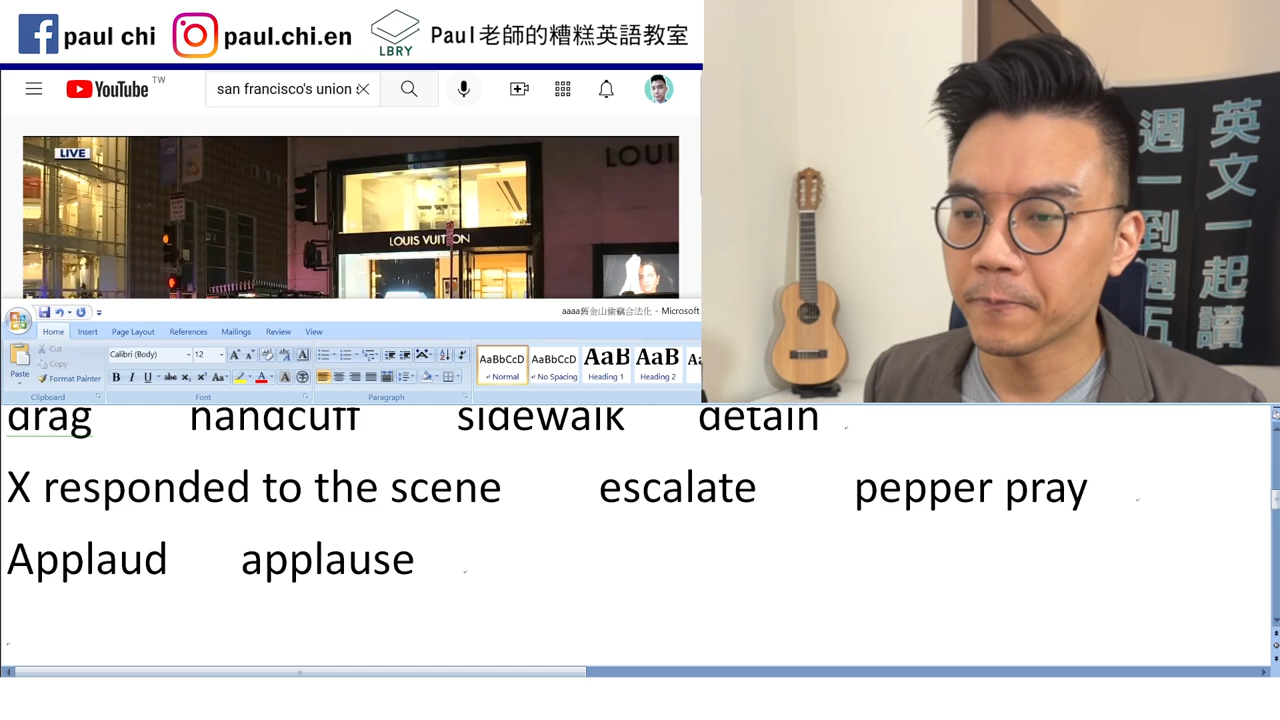 paul chi
paul.chi.en
LBRY
Paul老師的糟糕英語教室
YouTube TW
san francisco's union s
LIVE
LOUIS VUITTON
LOUI
aaaa舊金山偷竊合法化 - Microsoft
Home Insert Page Layout References Mailings Review View
Cut
Copy
Format Painter
Paste
Clipboard
Calibri (Body) 12
Font
Paragraph
AaBbCcD AaBbCcD AaBb AaBb Aa
Normal No Spacing Heading 1 Heading 2
drag handcuff sidewalk detain
X responded to the scene escalate pepper pray
Applaud applause
英文一起讀
週一到週五